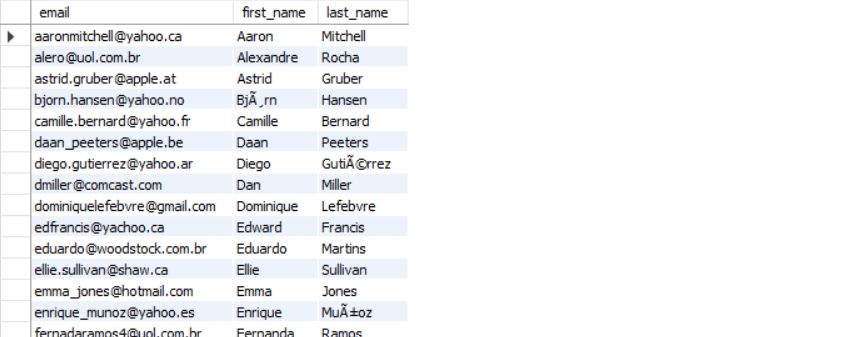 email first_name last_name
aaronmitchell@yahoo.ca Aaron Mitchell
alero@uol.com.br Alexandre Rocha
astrid.gruber@apple.at Astrid Gruber
bjorn.hansen@yahoo.no BjÃ¸rn Hansen
camille.bernard@yahoo.fr Camille Bernard
daan_peeters@apple.be Daan Peeters
diego.gutierrez@yahoo.ar Diego GutiÃ©rrez
dmiller@comcast.com Dan Miller
dominiquelefebvre@gmail.com Dominique Lefebvre
edfrancis@yachoo.ca Edward Francis
eduardo@woodstock.com.br Eduardo Martins
ellie.sullivan@shaw.ca Ellie Sullivan
emma_jones@hotmail.com Emma Jones
enrique_munoz@yahoo.es Enrique MuÃ±oz
fernadaramos4@uol.com.br Fernanda Ramos